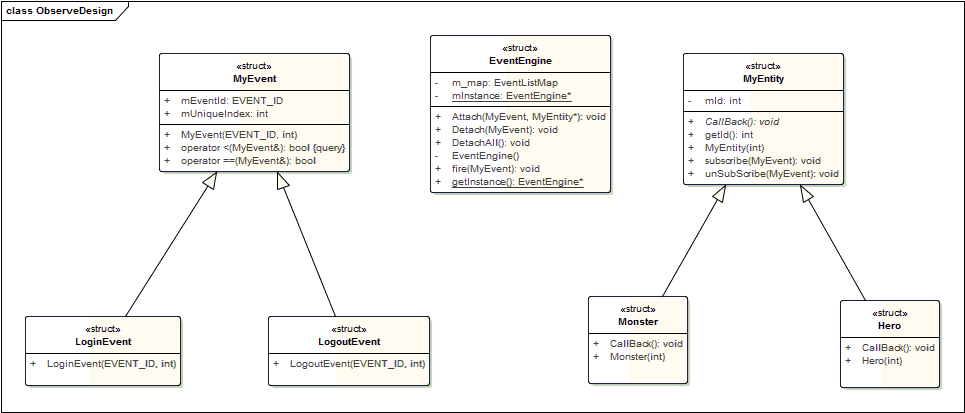 class ObserveDesign
«struct»
MyEvent
+ mEventId: EVENT_ID
+ mUniqueIndex: int
+ MyEvent(EVENT_ID, int)
+ operator <(MyEvent&): bool {query}
+ operator ==(MyEvent&): bool
«struct»
EventEngine
- m_map: EventListMap
- mInstance: EventEngine*
+ Attach(MyEvent, MyEntity*): void
+ Detach(MyEvent): void
+ DetachAll(): void
- EventEngine()
+ fire(MyEvent): void
+ getInstance(): EventEngine*
«struct»
MyEntity
- mId: int
+ CallBack(): void
+ getId(): int
+ MyEntity(int)
+ subscribe(MyEvent): void
+ unSubScribe(MyEvent): void
«struct»
LoginEvent
+ LoginEvent(EVENT_ID, int)
«struct»
LogoutEvent
+ LogoutEvent(EVENT_ID, int)
«struct»
Monster
+ CallBack(): void
+ Monster(int)
«struct»
Hero
+ CallBack(): void
+ Hero(int)